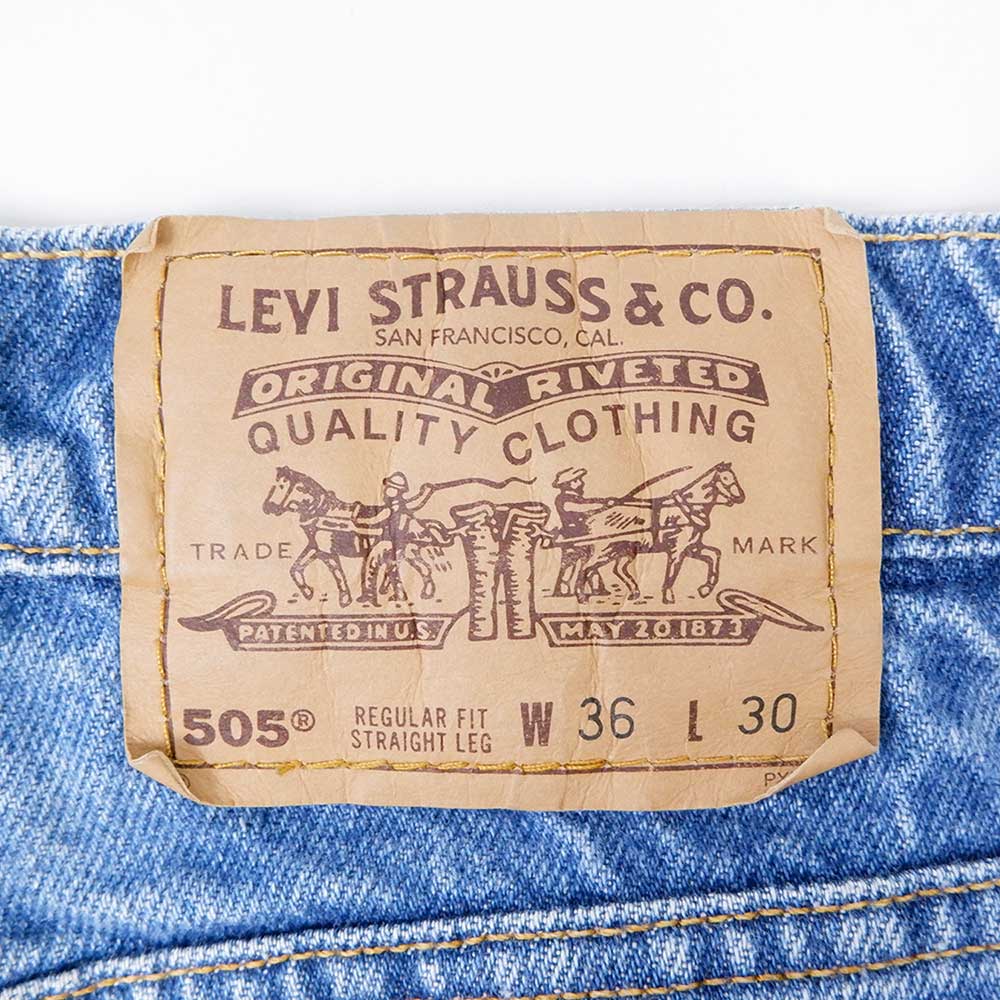 LEVI STRAUSS & CO.
SAN FRANCISCO, CAL.
ORIGINAL RIVETED
QUALITY CLOTHING
TRADE MARK
PATENTED IN U.S. MAY 20 1873
505® REGULAR FIT STRAIGHT LEG W 36 L 30